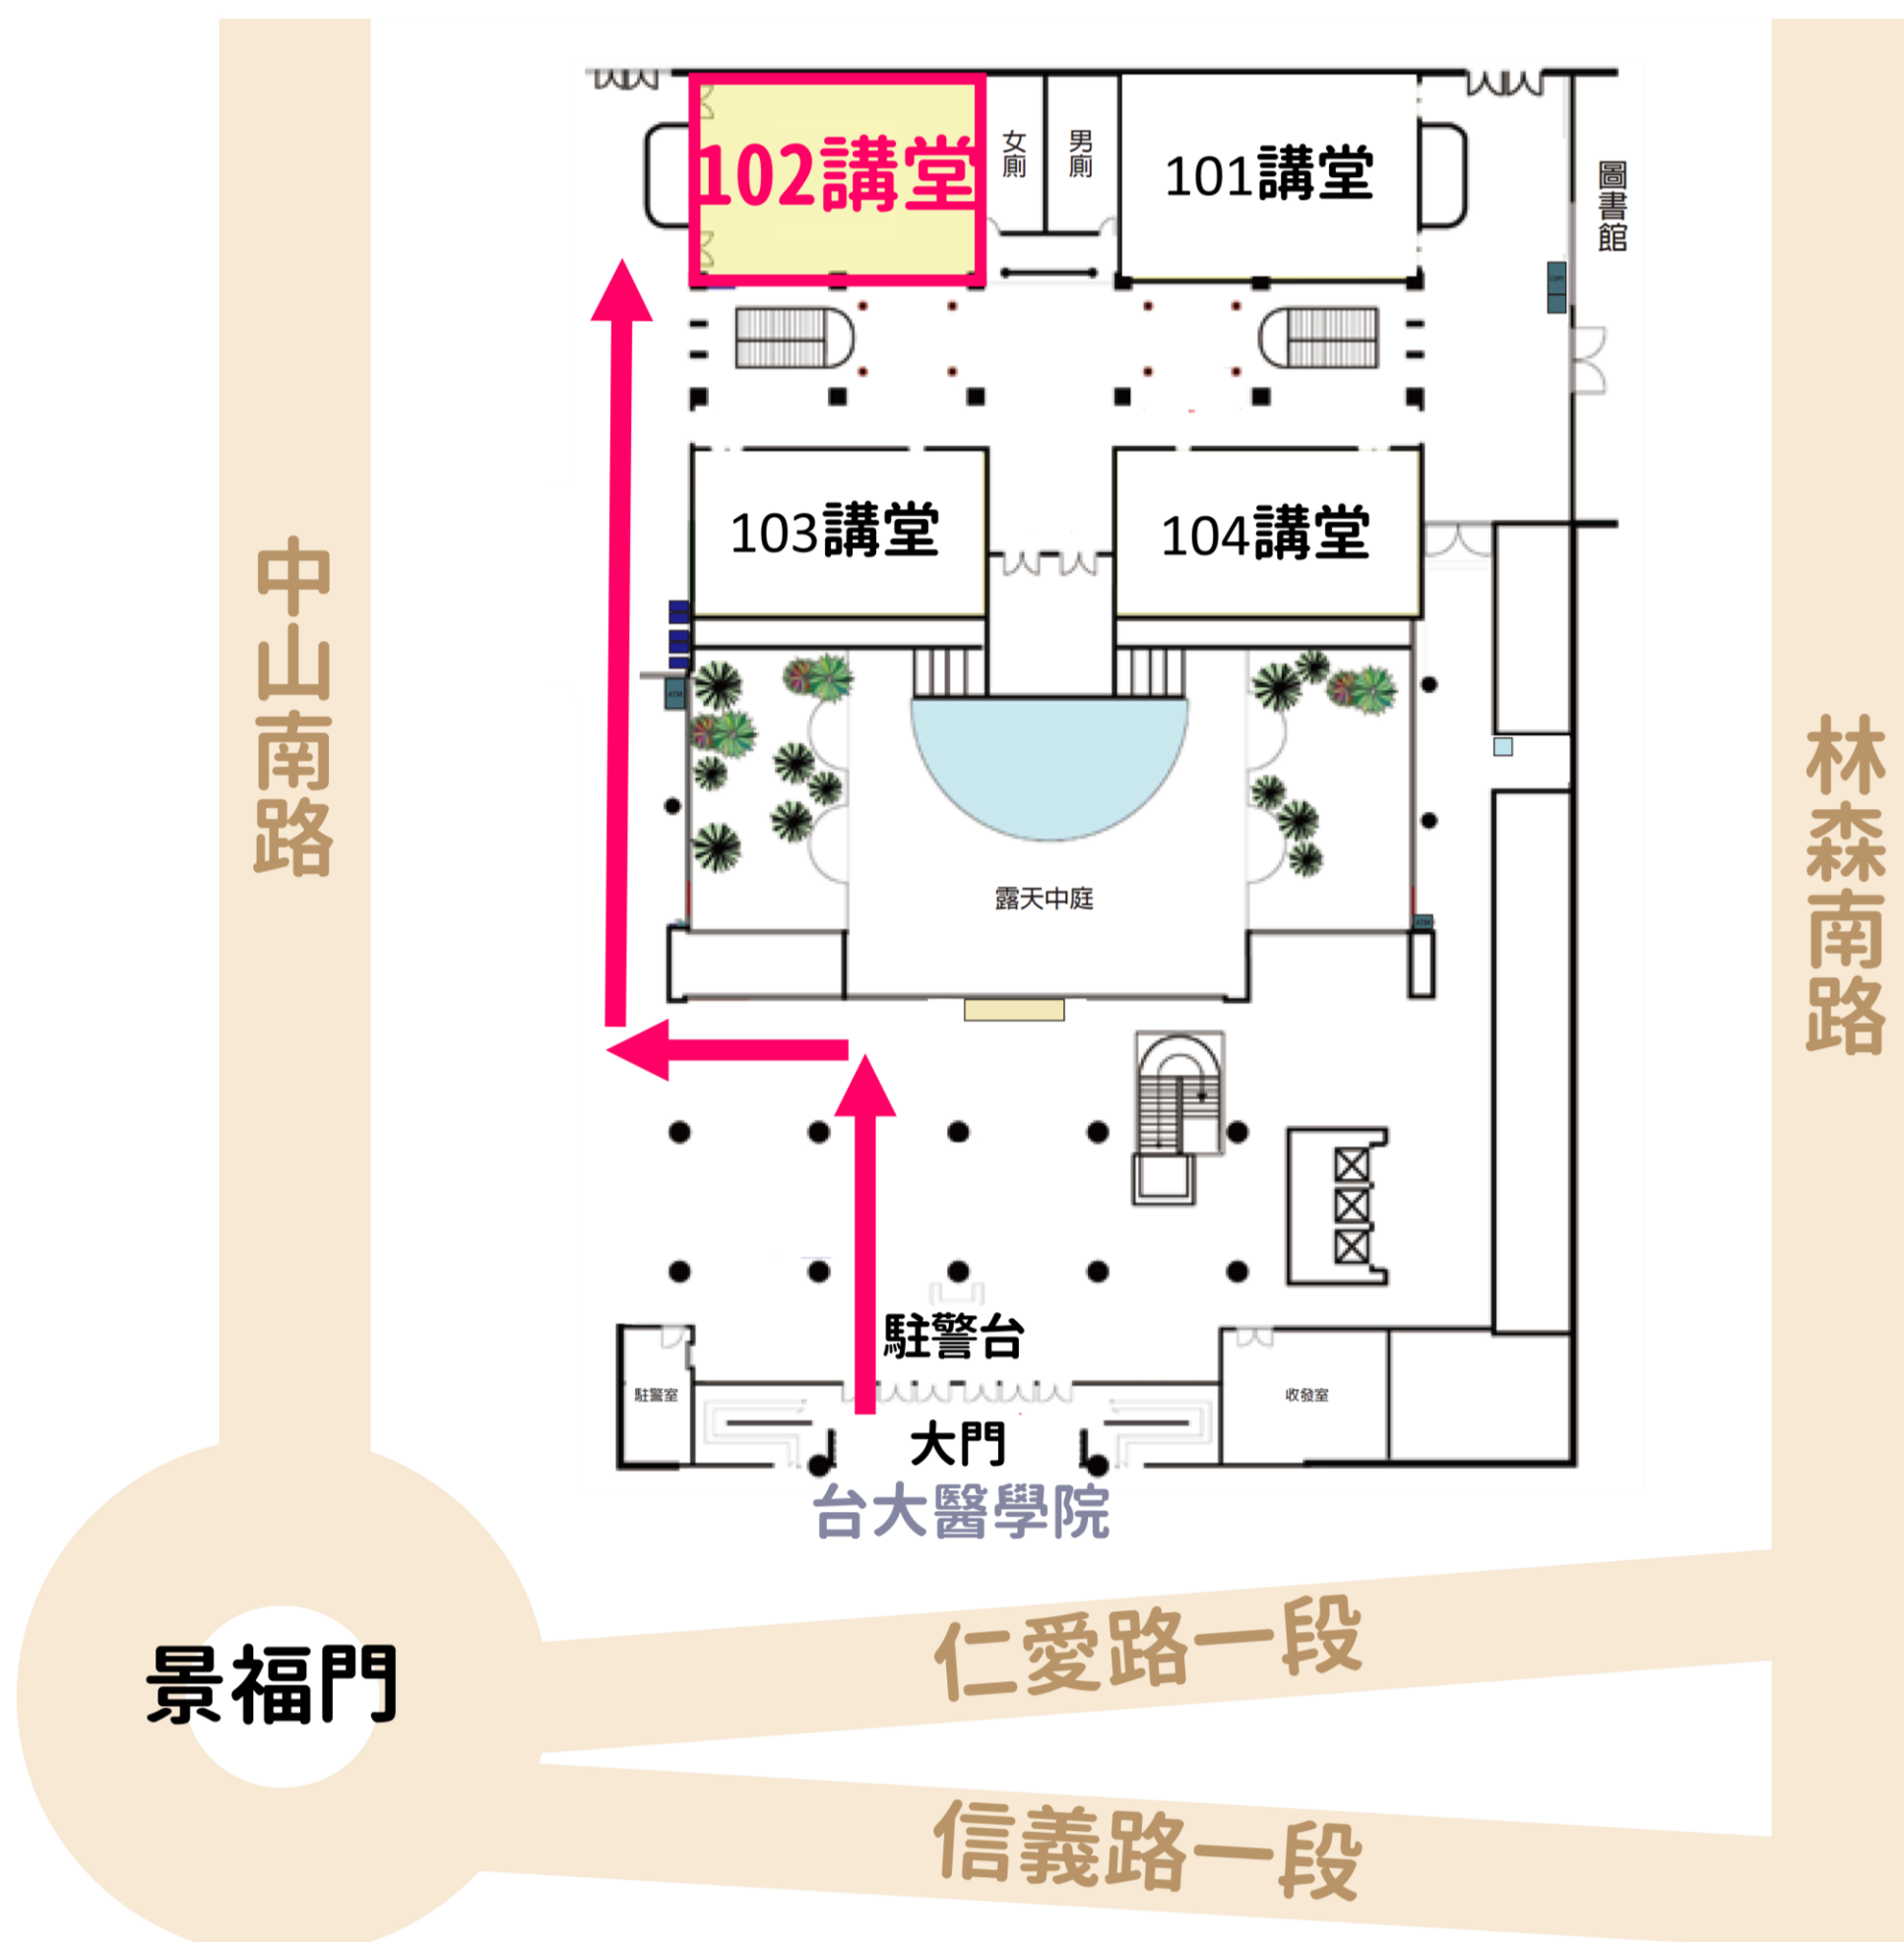 102講堂
女廁
男廁
101講堂
圖書館
COPY
103講堂
104講堂
中山南路
林森南路
ATM
露天中庭
ATM
駐警台
駐警室
收發室
大門
台大醫學院
景福門
仁愛路一段
信義路一段